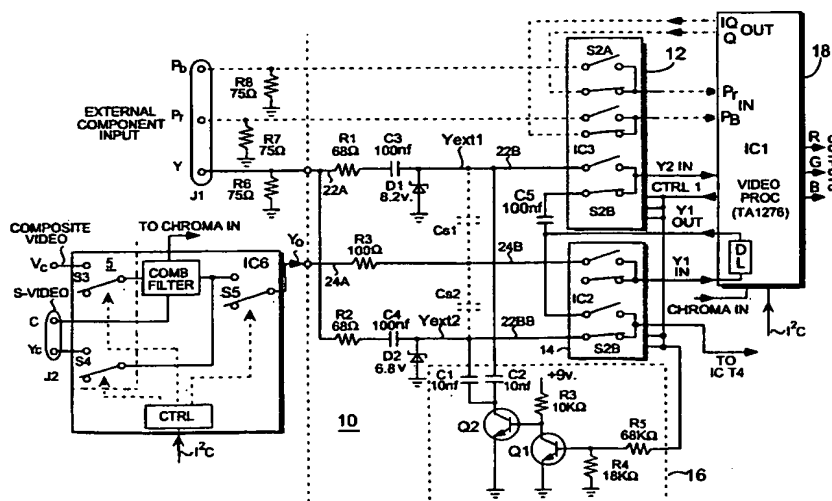 IQ OUT
Q
18
S2A
12
Pb
R8
75Ω
EXTERNAL
COMPONENT
INPUT
Pr
R7
75Ω
Y
J1
R6
75Ω
R1
68Ω
C3
100nf
Yext1
22B
22A
D1
8.2v.
IC3
S2B
C5
100nf
Pr
IN
PB
IC1
Y2 IN
CTRL 1
VIDEO
PROC
(TA1276)
Y1
OUT
DL
Y1
IN
CHROMA IN
I²C
R
G
B
COMPOSITE
VIDEO
TO CHROMA IN
Vc
5
S3
COMB
FILTER
IC6
S5
S-VIDEO
C
Yc
S4
J2
CTRL
I²C
Yo
24A
R3
100Ω
Cs1
24B
Cs2
R2
68Ω
C4
100nf
Yext2
22BB
D2
6.8v.
IC2
14
S2B
TO
IC T4
C1
10nf
C2
10nf
+9v.
R3
10KΩ
Q2
Q1
R5
68KΩ
R4
18KΩ
16
10